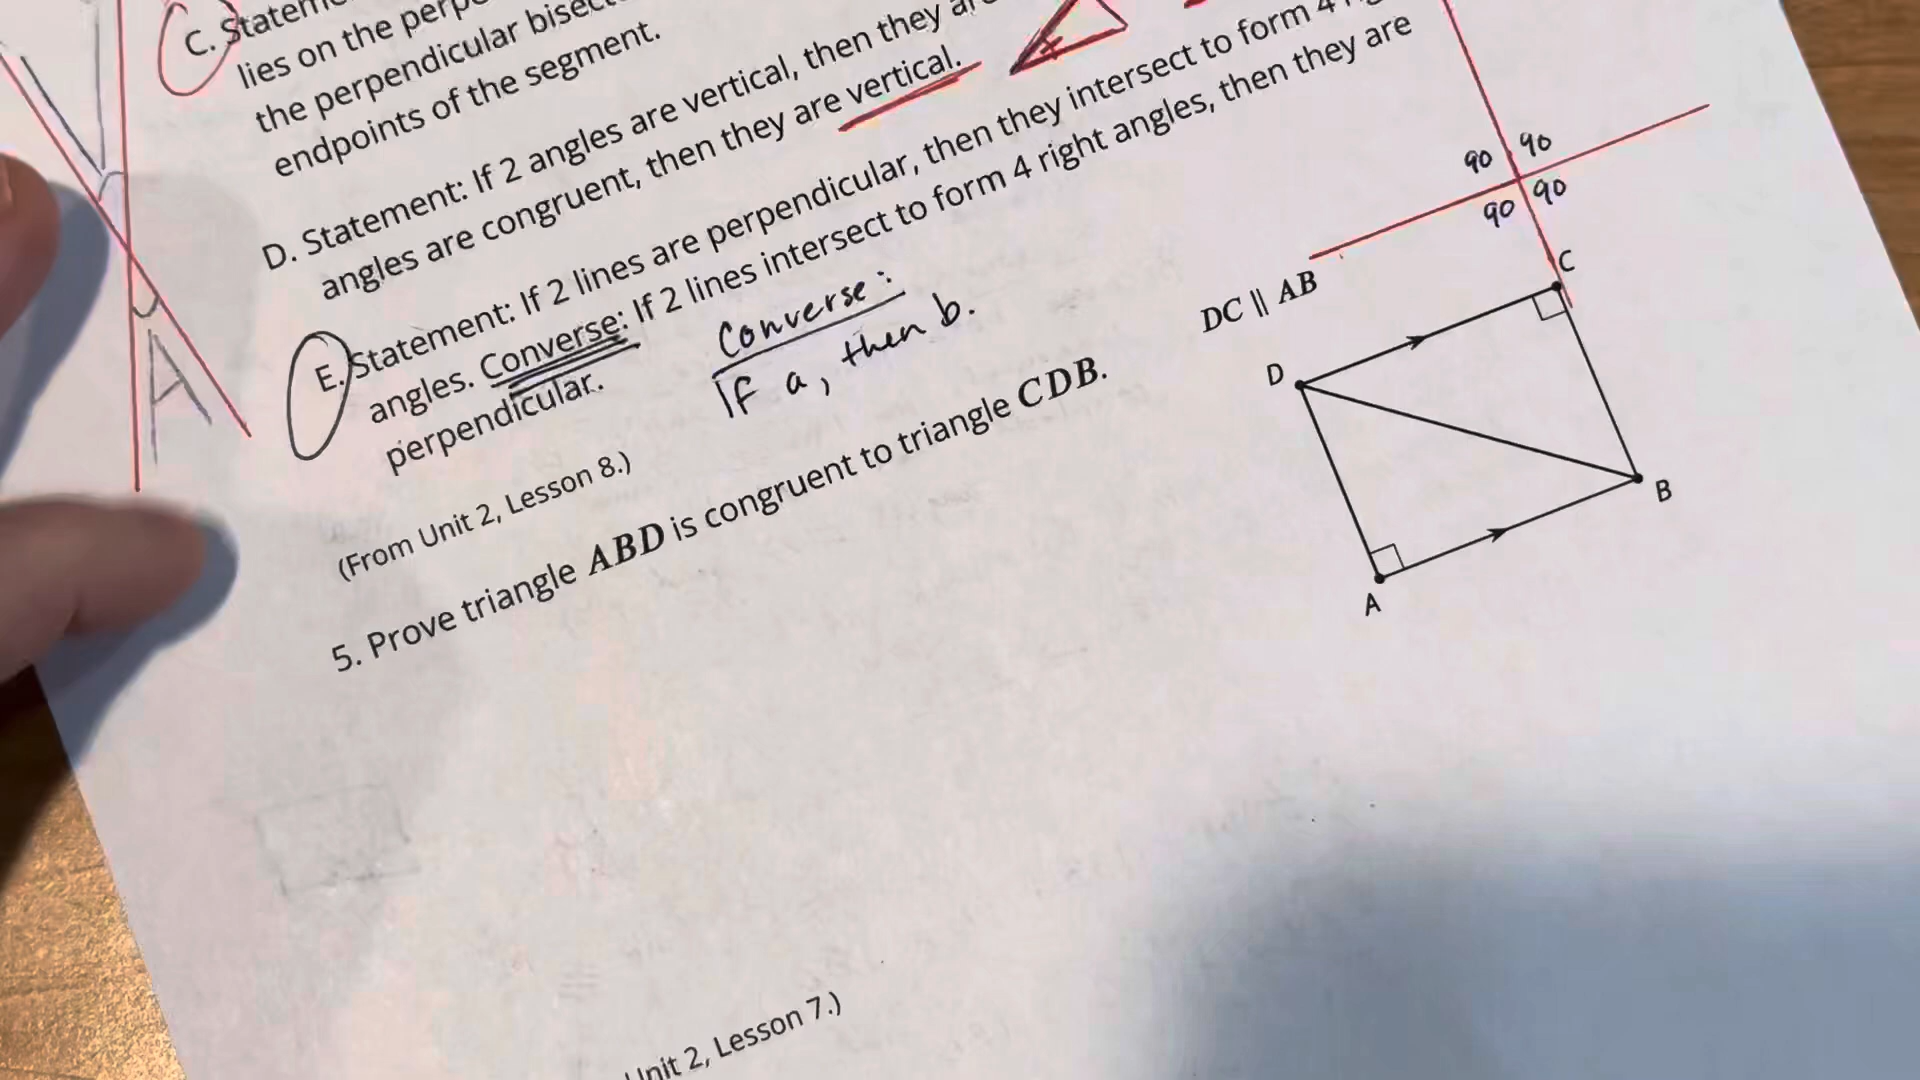 C. Stateme
lies on the perp
the perpendicular bisec
endpoints of the segment.
D. Statement: If 2 angles are vertical, then they are
angles are congruent, then they are vertical.
E. Statement: If 2 lines are perpendicular, then they intersect to form 4
angles. Converse: If 2 lines intersect to form 4 right angles, then they are
perpendicular.
Converse:
If a, then b.
(From Unit 2, Lesson 8.)
5. Prove triangle ABD is congruent to triangle CDB.
90 90
90 90
DC || AB
C
D
B
A
A
Unit 2, Lesson 7.)